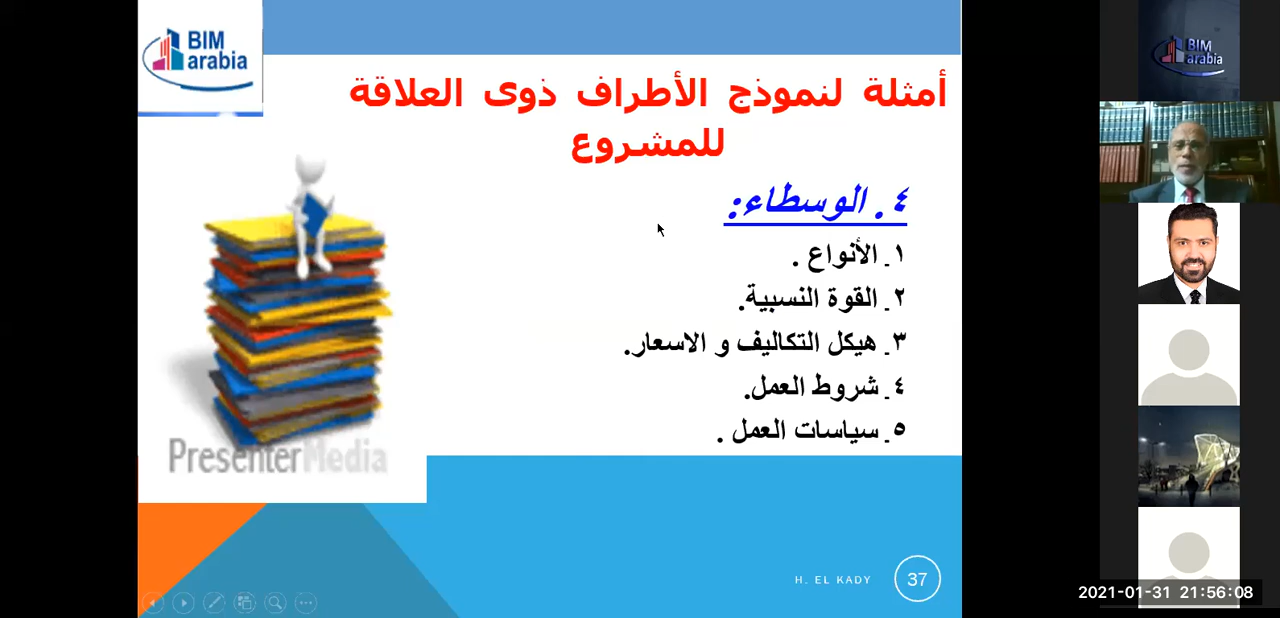 BIM
arabia
أمثلة لنموذج الأطراف ذوى العلاقة
للمشروع
٤. الوسطاء:
١. الأنواع .
٢. القوة النسبية.
٣. هيكل التكاليف و الاسعار.
٤. شروط العمل.
٥. سياسات العمل .
PresenterMedia
H. EL KADY
37
BIM
arabia
2021-01-31 21:56:08